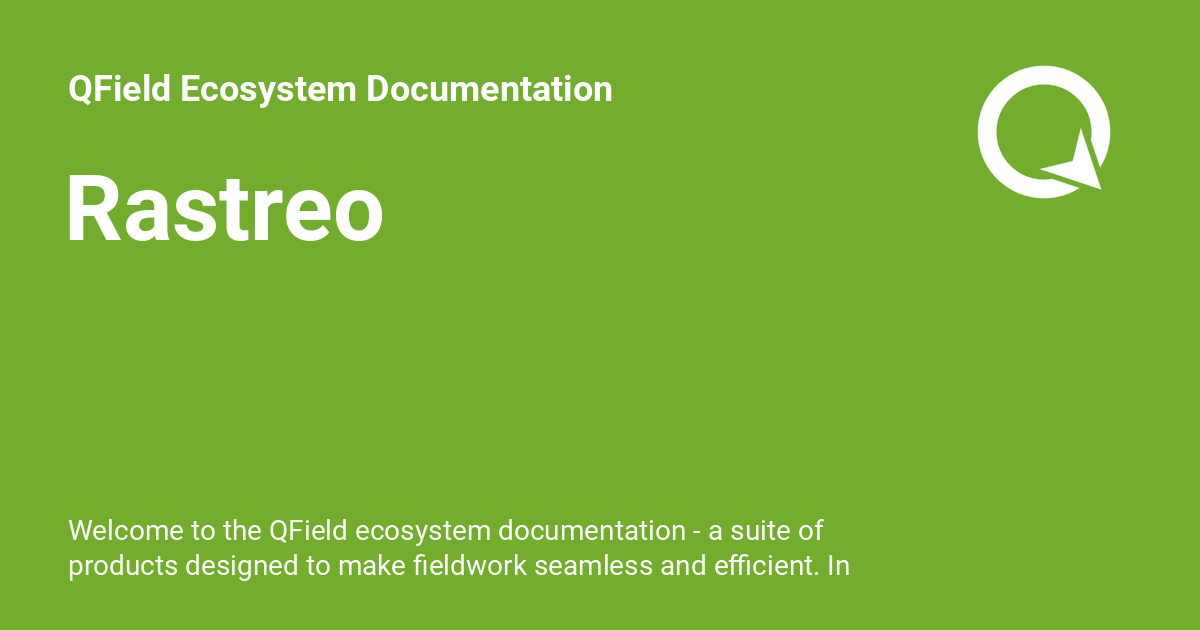 QField Ecosystem Documentation
Rastreo
Welcome to the QField ecosystem documentation - a suite of
products designed to make fieldwork seamless and efficient. In